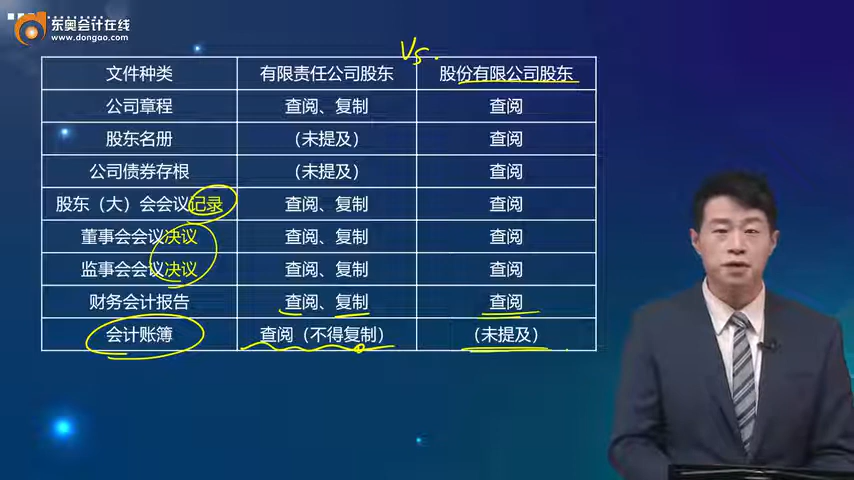 东奥会计在线
www.dongao.com
Vs.
文件种类 有限责任公司股东 股份有限公司股东
公司章程 查阅、复制 查阅
股东名册 （未提及） 查阅
公司债券存根 （未提及） 查阅
股东（大）会会议记录 查阅、复制 查阅
董事会会议决议 查阅、复制 查阅
监事会会议决议 查阅、复制 查阅
财务会计报告 查阅、复制 查阅
会计账簿 查阅（不得复制） （未提及）